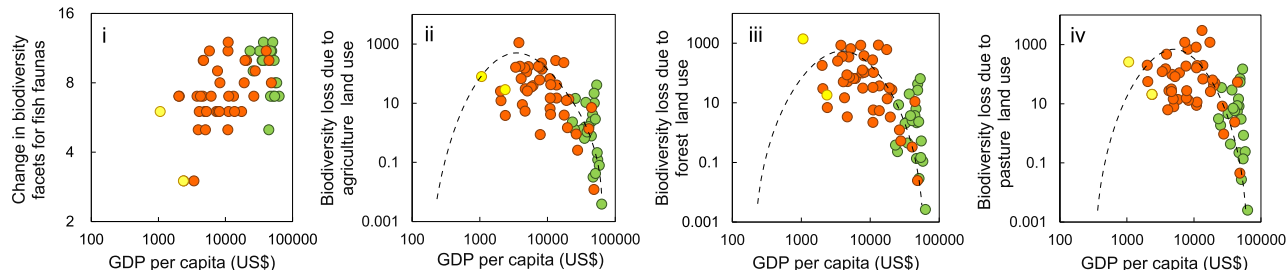 Change in biodiversity
facets for fish faunas
16
8
4
2
i
100
1000
10000
100000
GDP per capita (US$)
Biodiversity loss due to
agriculture land use
1000
10
0.1
0.001
ii
100
1000
10000
100000
GDP per capita (US$)
Biodiversity loss due to
forest land use
1000
10
0.1
0.001
iii
100
1000
10000
100000
GDP per capita (US$)
Biodiversity loss due to
pasture land use
1000
10
0.1
0.001
iv
100
1000
10000
100000
GDP per capita (US$)